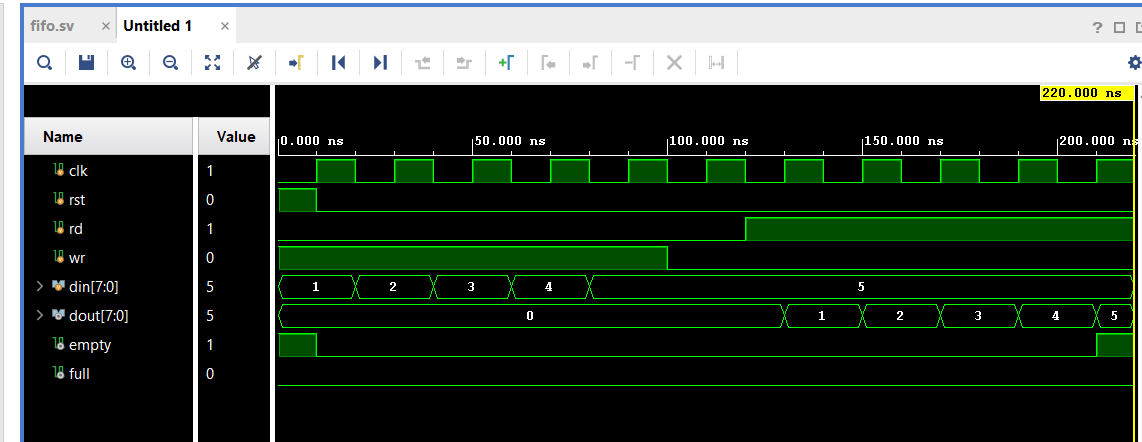 fifo.sv × Untitled 1 ×
220.000 ns
Name Value
0.000 ns 50.000 ns 100.000 ns 150.000 ns 200.000 ns
clk 1
rst 0
rd 1
wr 0
din[7:0] 5 1 2 3 4 5
dout[7:0] 5 0 1 2 3 4 5
empty 1
full 0